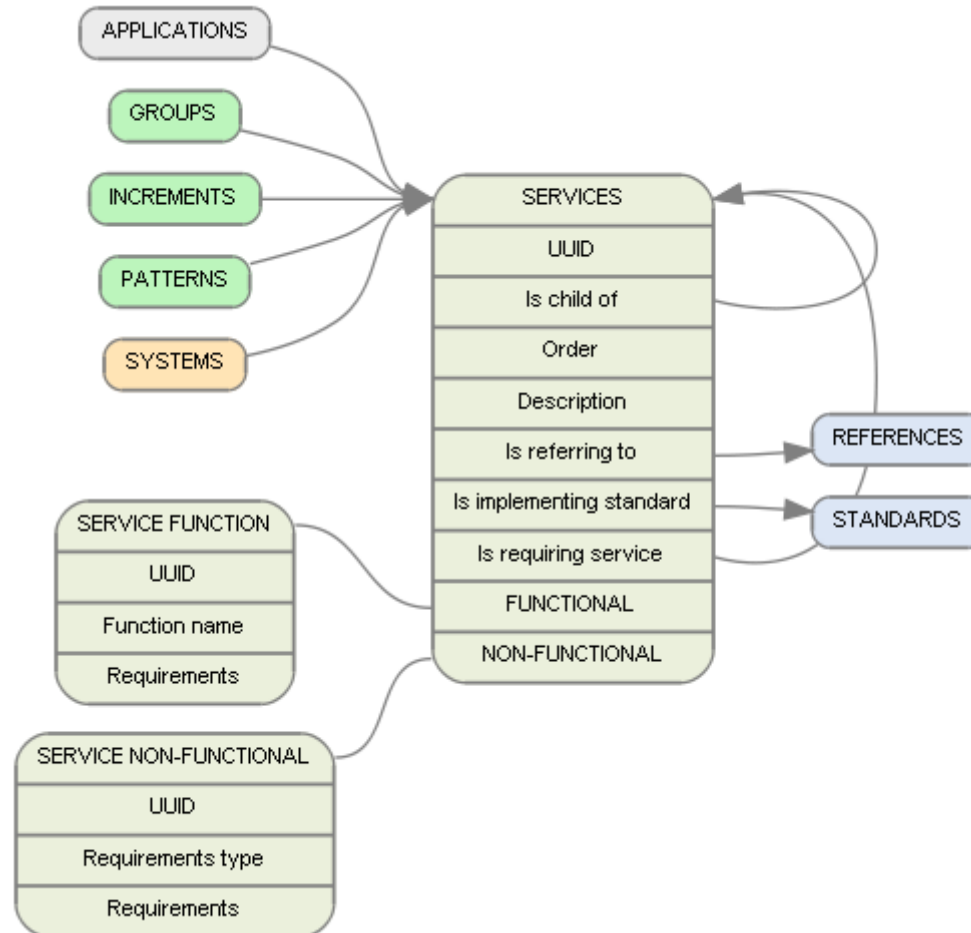 APPLICATIONS
GROUPS
INCREMENTS
PATTERNS
SYSTEMS
SERVICES
UUID
Is child of
Order
Description
Is referring to
Is implementing standard
Is requiring service
FUNCTIONAL
NON-FUNCTIONAL
REFERENCES
STANDARDS
SERVICE FUNCTION
UUID
Function name
Requirements
SERVICE NON-FUNCTIONAL
UUID
Requirements type
Requirements